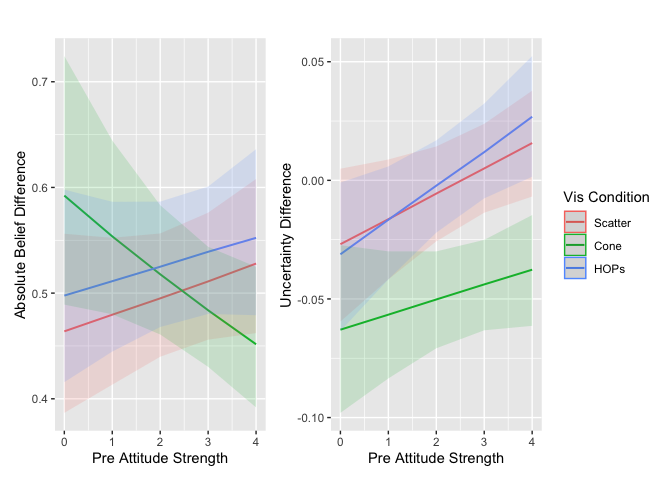 0.7
0.6
0.5
0.4
Absolute Belief Difference
0 1 2 3 4
Pre Attitude Strength
0.05
0.00
-0.05
-0.10
Uncertainty Difference
0 1 2 3 4
Pre Attitude Strength
Vis Condition
Scatter
Cone
HOPs